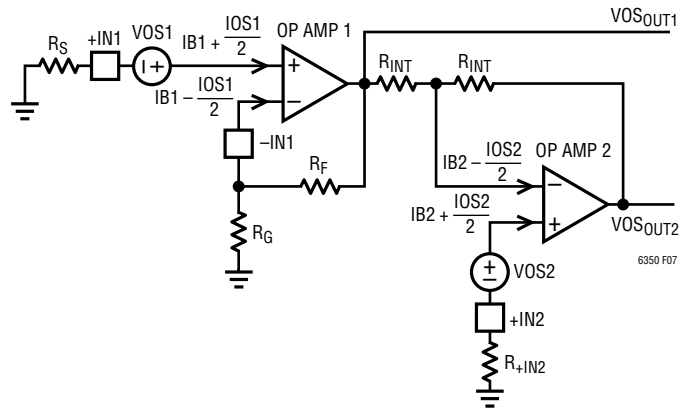 VOS_OUT1
R_S
+IN1
VOS1
IB1 + IOS1/2
OP AMP 1
IB1 − IOS1/2
+
−
−IN1
R_F
R_G
R_INT
R_INT
IB2 − IOS2/2
OP AMP 2
IB2 + IOS2/2
−
+
VOS_OUT2
6350 F07
+
−
VOS2
+IN2
R_+IN2